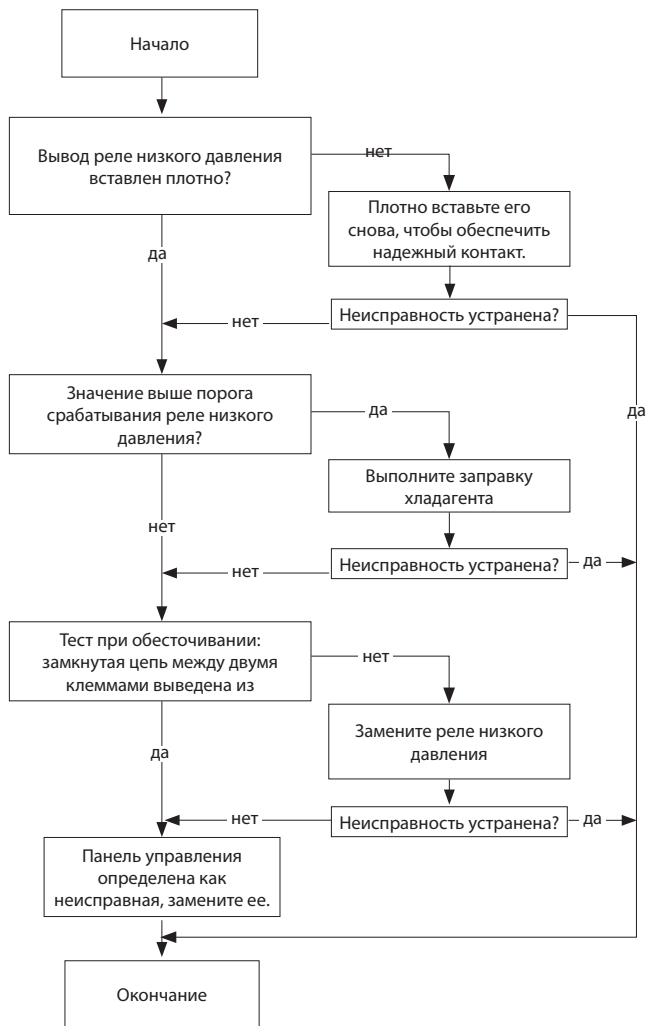 Начало
Вывод реле низкого давления
вставлен плотно?
нет
Плотно вставьте его
снова, чтобы обеспечить
надежный контакт.
да
Неисправность устранена?
нет
да
Значение выше порога
срабатывания реле низкого
давления?
да
Выполните заправку
хладагента
нет
Неисправность устранена?
да
нет
Тест при обесточивании:
замкнутая цепь между двумя
клеммами выведена из
нет
Замените реле низкого
давления
да
Неисправность устранена?
да
нет
Панель управления
определена как
неисправная, замените ее.
Окончание